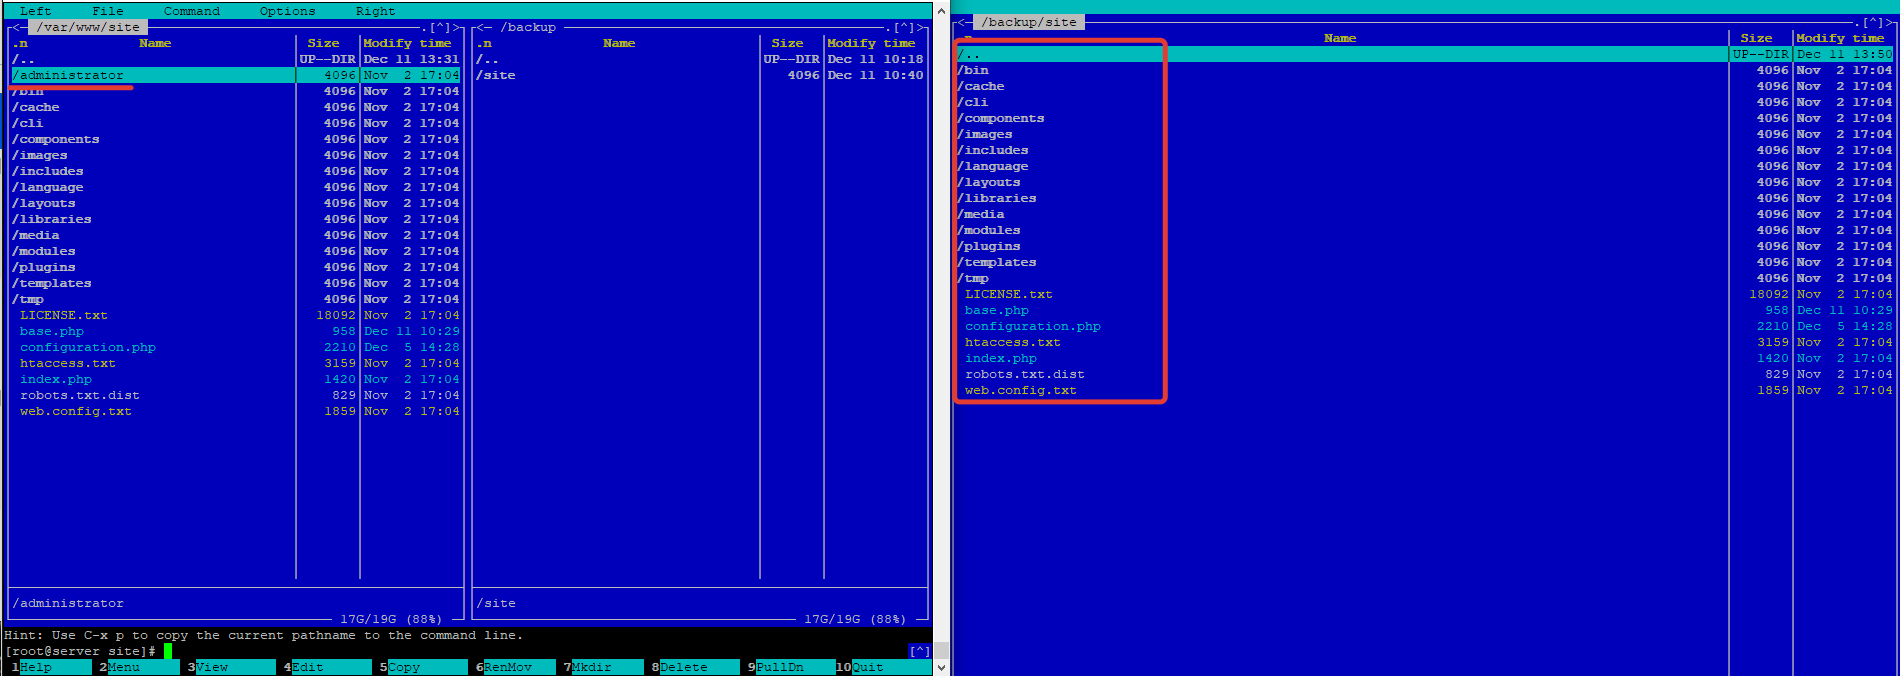 Left File Command Options Right
<─ /var/www/site .[^]>
.n Name Size Modify time
/.. UP--DIR Dec 11 13:31
/administrator 4096 Nov 2 17:04
/bin 4096 Nov 2 17:04
/cache 4096 Nov 2 17:04
/cli 4096 Nov 2 17:04
/components 4096 Nov 2 17:04
/images 4096 Nov 2 17:04
/includes 4096 Nov 2 17:04
/language 4096 Nov 2 17:04
/layouts 4096 Nov 2 17:04
/libraries 4096 Nov 2 17:04
/media 4096 Nov 2 17:04
/modules 4096 Nov 2 17:04
/plugins 4096 Nov 2 17:04
/templates 4096 Nov 2 17:04
/tmp 4096 Nov 2 17:04
LICENSE.txt 18092 Nov 2 17:04
base.php 958 Dec 11 10:29
configuration.php 2210 Dec 5 14:28
htaccess.txt 3159 Nov 2 17:04
index.php 1420 Nov 2 17:04
robots.txt.dist 829 Nov 2 17:04
web.config.txt 1859 Nov 2 17:04
/administrator
17G/19G (88%)
<─ /backup .[^]>
.n Name Size Modify time
/.. UP--DIR Dec 11 10:18
/site 4096 Dec 11 10:40
/site
17G/19G (88%)
Hint: Use C-x p to copy the current pathname to the command line.
[root@server site]# [^]
1Help 2Menu 3View 4Edit 5Copy 6RenMov 7Mkdir 8Delete 9PullDn 10Quit
<─ /backup/site .[^]>
.n Name Size Modify time
/.. UP--DIR Dec 11 13:50
/bin 4096 Nov 2 17:04
/cache 4096 Nov 2 17:04
/cli 4096 Nov 2 17:04
/components 4096 Nov 2 17:04
/images 4096 Nov 2 17:04
/includes 4096 Nov 2 17:04
/language 4096 Nov 2 17:04
/layouts 4096 Nov 2 17:04
/libraries 4096 Nov 2 17:04
/media 4096 Nov 2 17:04
/modules 4096 Nov 2 17:04
/plugins 4096 Nov 2 17:04
/templates 4096 Nov 2 17:04
/tmp 4096 Nov 2 17:04
LICENSE.txt 18092 Nov 2 17:04
base.php 958 Dec 11 10:29
configuration.php 2210 Dec 5 14:28
htaccess.txt 3159 Nov 2 17:04
index.php 1420 Nov 2 17:04
robots.txt.dist 829 Nov 2 17:04
web.config.txt 1859 Nov 2 17:04